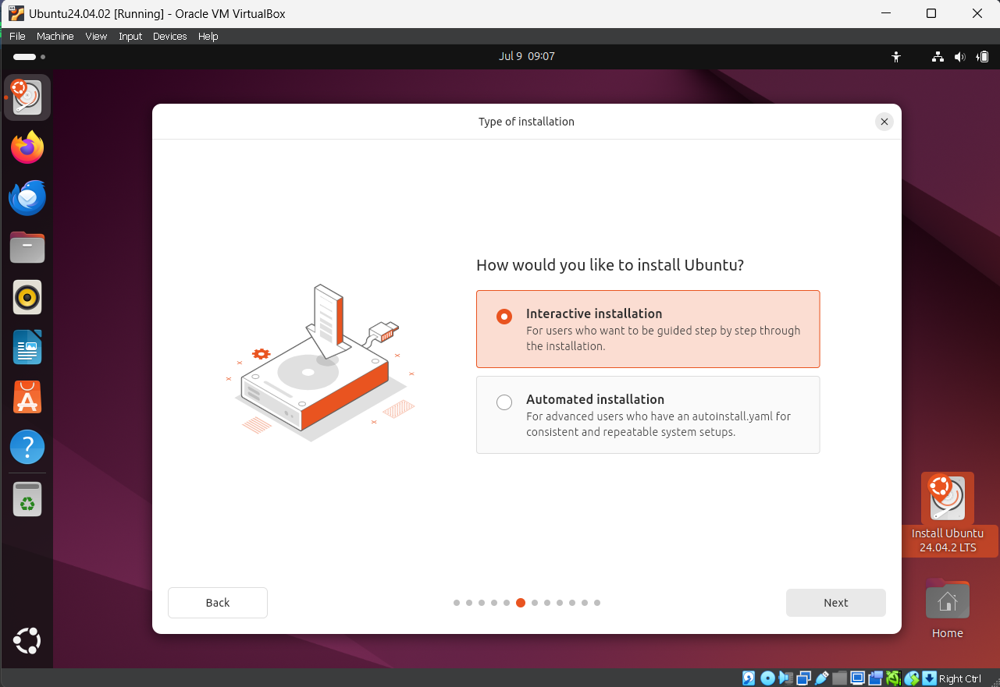 Ubuntu24.04.02 [Running] - Oracle VM VirtualBox
File Machine View Input Devices Help
Jul 9 09:07
Type of installation
How would you like to install Ubuntu?
Interactive installation
For users who want to be guided step by step through
the installation.
Automated installation
For advanced users who have an autoinstall.yaml for
consistent and repeatable system setups.
Install Ubuntu
24.04.2 LTS
Back
Next
Home
Right Ctrl